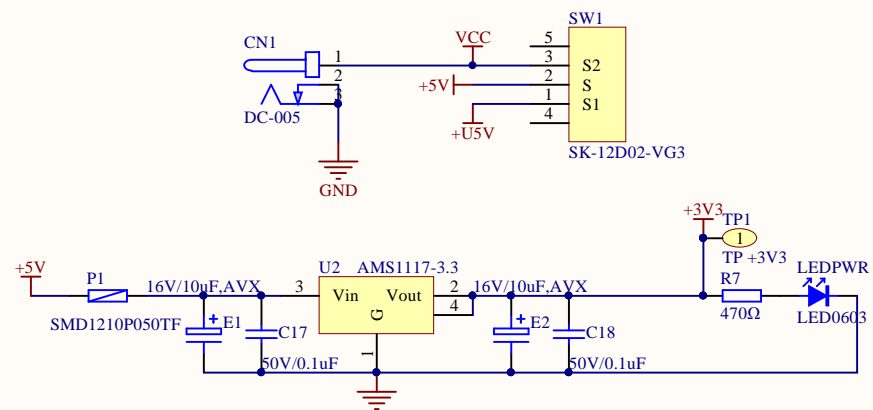 SW1
CN1
VCC
5
1
3
S2
2
+5V
2
S
3
1
S1
DC-005
+U5V
4
SK-12D02-VG3
GND
+3V3
TP1
1
+5V
P1
U2
AMS1117-3.3
TP +3V3
R7
LEDPWR
16V/10uF,AVX
3
Vin
Vout
2
16V/10uF,AVX
4
G
SMD1210P050TF
E1
C17
E2
C18
470Ω
LED0603
1
50V/0.1uF
50V/0.1uF